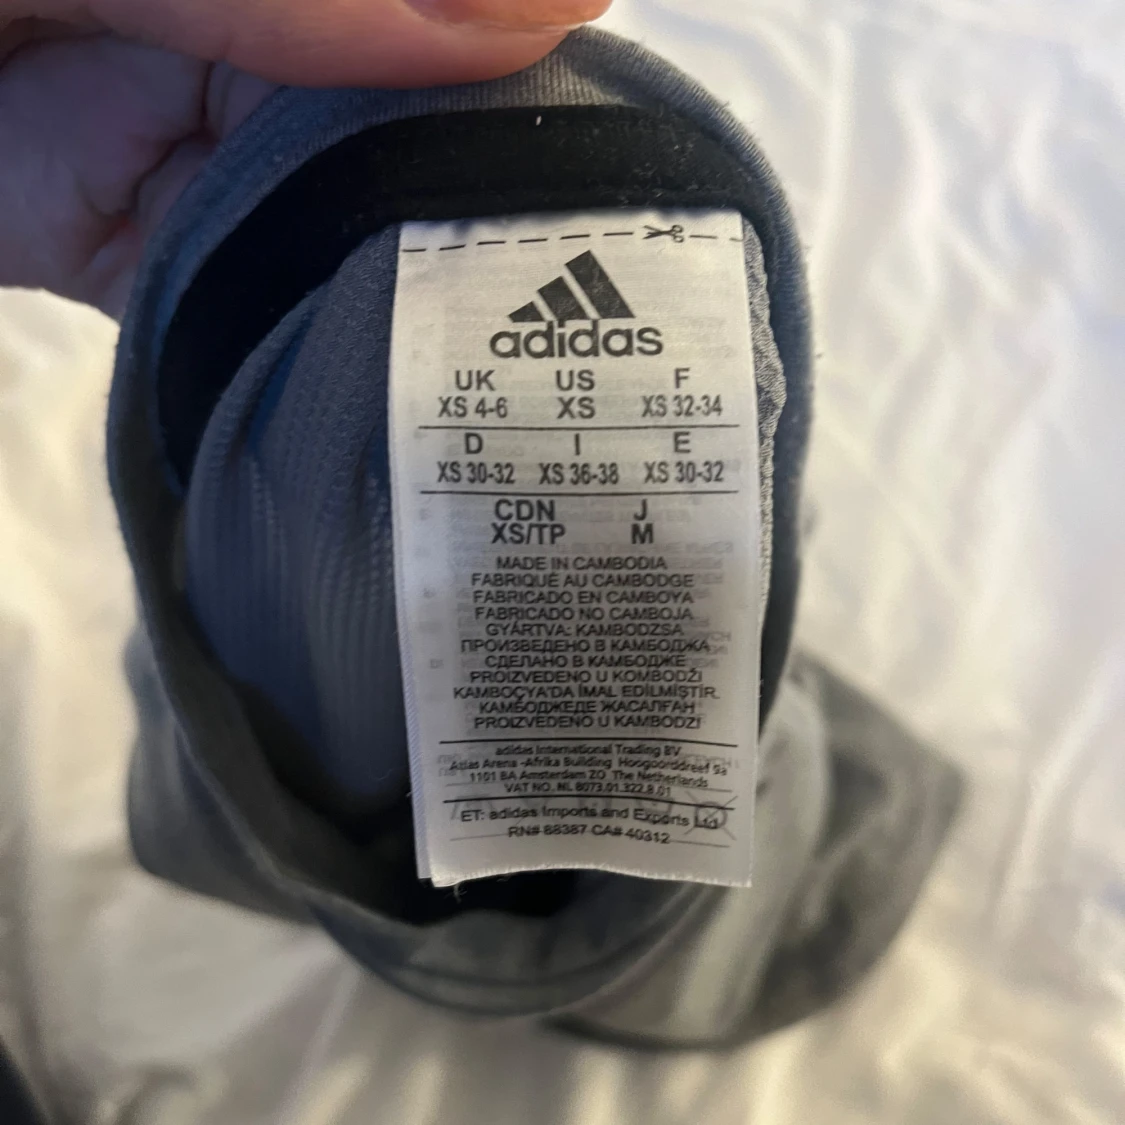 adidas
UK US F
XS 4-6 XS XS 32-34
D I E
XS 30-32 XS 36-38 XS 30-32
CDN J
XS/TP M
MADE IN CAMBODIA
FABRIQUÉ AU CAMBODGE
FABRICADO EN CAMBOYA
FABRICADO NO CAMBOJA
GYÁRTVA: KAMBODZSA
ПРОИЗВЕДЕНО В КАМБОДЖА
СДЕЛАНО В КАМБОДЖЕ
PROIZVEDENO U KOMBODŽI
KAMBOÇYA'DA İMAL EDİLMİŞTİR.
КАМБОДЖЕДЕ ЖАСАЛҒАН
PROIZVEDENO U KAMBODZI
adidas International Trading BV
Atlas Arena -Afrika Building Hoogoorddreef 9a
1101 BA Amsterdam ZO The Netherlands
VAT NO. NL 8073.01.322.B.01
ET: adidas Imports and Exports Ltd
RN# 88387 CA# 40312